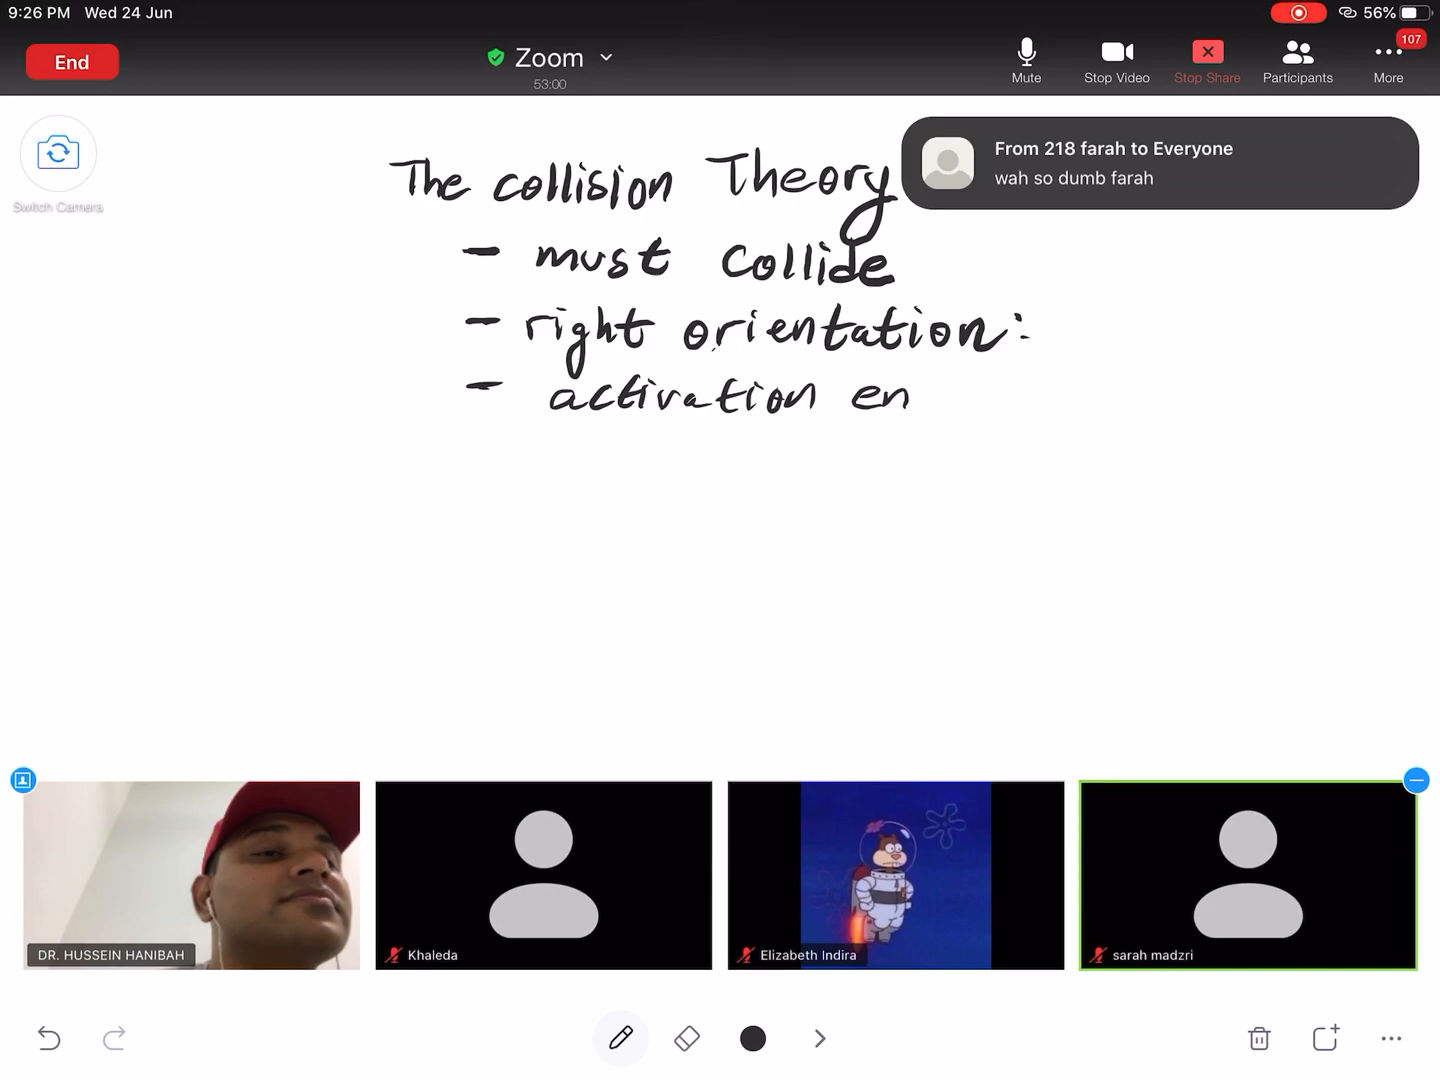 9:26 PM Wed 24 Jun
56%
End
Zoom
53:00
Mute
Stop Video
Stop Share
Participants
More
107
Switch Camera
From 218 farah to Everyone
wah so dumb farah
The collision Theory
- must collide
- right orientation:
- activation en
DR. HUSSEIN HANIBAH
Khaleda
Elizabeth Indira
sarah madzri